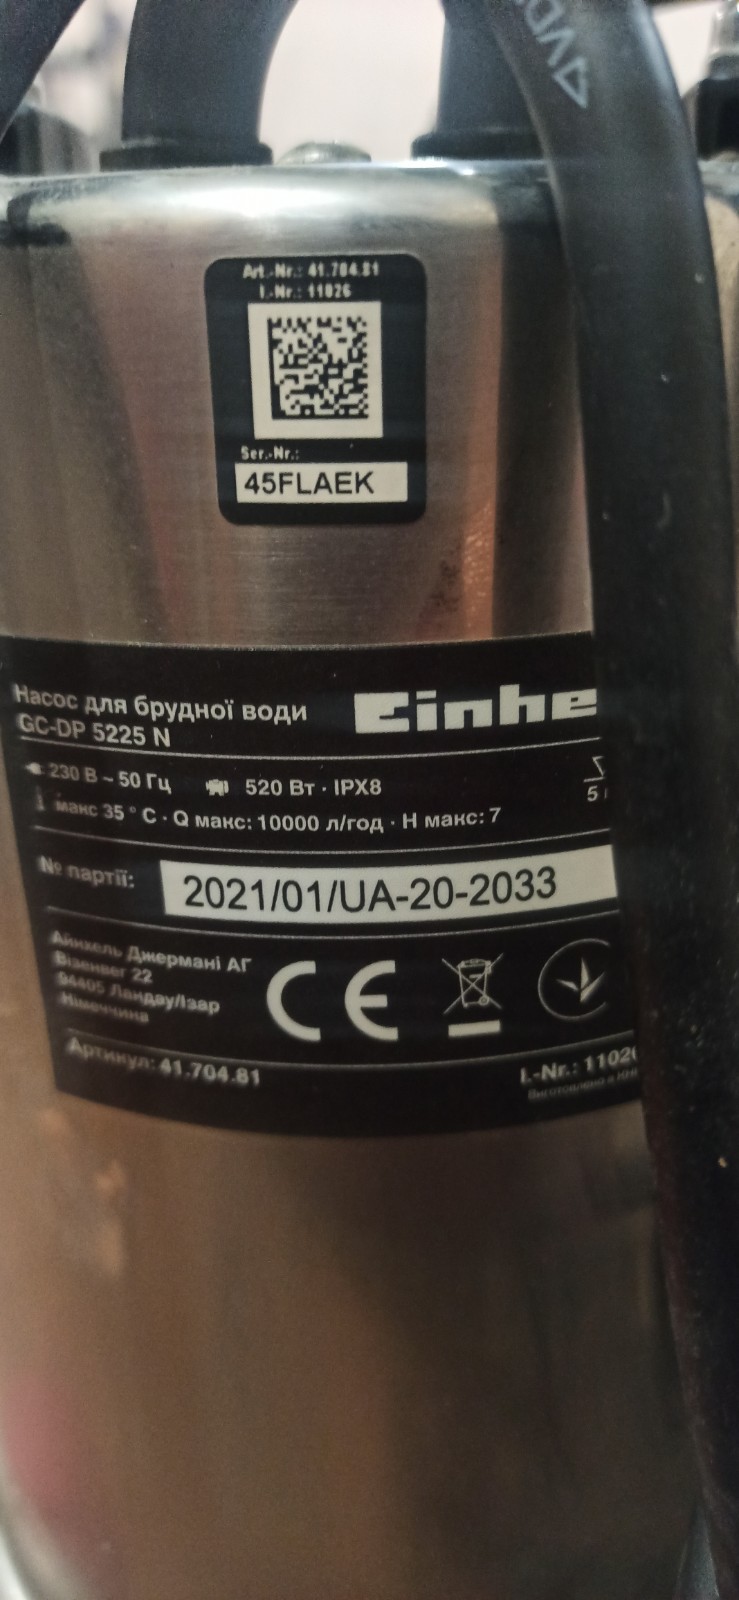 VDE
Art.-Nr.: 41.704.81
I.-Nr.: 11026
Ser.-Nr.:
45FLAEK
Насос для брудної води
GC-DP 5225 N
Einhe
230 В ~ 50 Гц 520 Вт · IPX8
5
макс 35 ° C · Q макс: 10000 л/год · H макс: 7
№ партії:
2021/01/UA-20-2033
Айнхель Джермані АГ
Візенвег 22
94405 Ландау/Ізар
Німеччина
CE
Артикул: 41.704.81
I.-Nr.: 1102